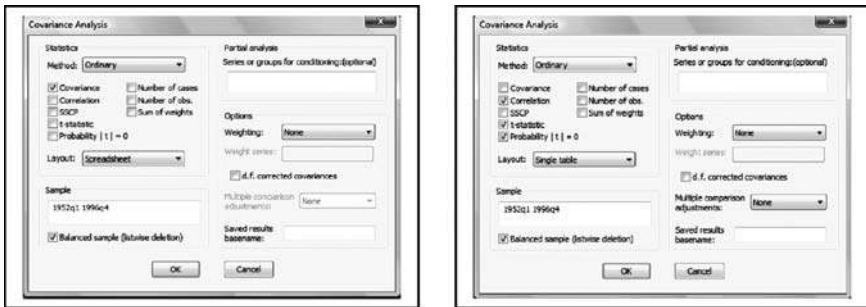 Covariance Analysis
Statistics
Method: Ordinary
Covariance
Number of cases
Correlation
Number of obs.
SSCP
Sum of weights
t-statistic
Probability | t | = 0
Layout: Spreadsheet
Sample
1952q1 1996q4
Balanced sample (listwise deletion)
Partial analysis
Series or groups for conditioning:(optional)
Options
Weighting: None
Weight series:
d.f. corrected covariances
Multiple comparison adjustments: None
Saved results
basename:
OK
Cancel
Covariance Analysis
Statistics
Method: Ordinary
Covariance
Number of cases
Correlation
Number of obs.
SSCP
Sum of weights
t-statistic
Probability | t | = 0
Layout: Single table
Sample
1952q1 1996q4
Balanced sample (listwise deletion)
Partial analysis
Series or groups for conditioning:(optional)
Options
Weighting: None
Weight series:
d.f. corrected covariances
Multiple comparison
adjustments: None
Saved results
basename:
OK
Cancel